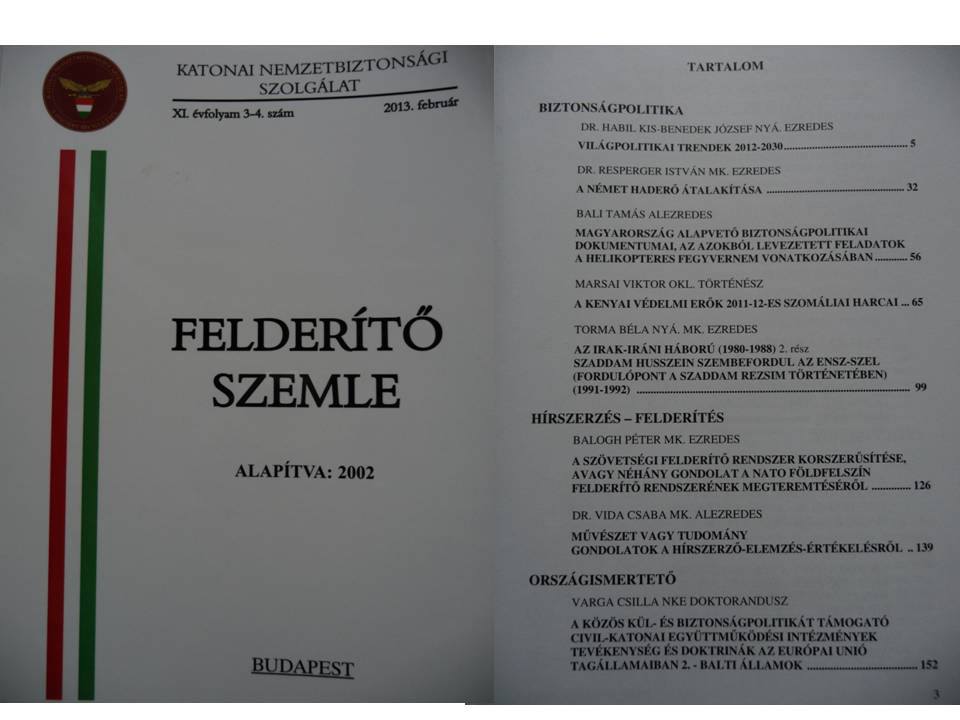 KATONAI NEMZETBIZTONSÁGI
SZOLGÁLAT
XI. évfolyam 3-4. szám 2013. február
FELDERÍTŐ
SZEMLE
ALAPÍTVA: 2002
BUDAPEST
TARTALOM
BIZTONSÁGPOLITIKA
DR. HABIL KIS-BENEDEK JÓZSEF NYÁ. EZREDES
VILÁGPOLITIKAI TRENDEK 2012-2030 5
DR. RESPERGER ISTVÁN MK. EZREDES
A NÉMET HADERŐ ÁTALAKÍTÁSA 32
BALI TAMÁS ALEZREDES
MAGYARORSZÁG ALAPVETŐ BIZTONSÁGPOLITIKAI
DOKUMENTUMAI, AZ AZOKBÓL LEVEZETETT FELADATOK
A HELIKOPTERES FEGYVERNEM VONATKOZÁSÁBAN 56
MARSAI VIKTOR OKL. TÖRTÉNÉSZ
A KENYAI VÉDELMI ERŐK 2011-12-ES SZOMÁLIAI HARCAI ... 65
TORMA BÉLA NYÁ. MK. EZREDES
AZ IRAK-IRÁNI HÁBORÚ (1980-1988) 2. rész
SZADDAM HUSSZEIN SZEMBEFORDUL AZ ENSZ-SZEL
(FORDULÓPONT A SZADDAM REZSIM TÖRTÉNETÉBEN)
(1991-1992) 99
HÍRSZERZÉS – FELDERÍTÉS
BALOGH PÉTER MK. EZREDES
A SZÖVETSÉGI FELDERÍTŐ RENDSZER KORSZERŰSÍTÉSE,
AVAGY NÉHÁNY GONDOLAT A NATO FÖLDFELSZÍN
FELDERÍTŐ RENDSZERÉNEK MEGTEREMTÉSÉRŐL 126
DR. VIDA CSABA MK. ALEZREDES
MŰVÉSZET VAGY TUDOMÁNY
GONDOLATOK A HÍRSZERZŐ-ELEMZÉS-ÉRTÉKELÉSRŐL .. 139
ORSZÁGISMERTETŐ
VARGA CSILLA NKE DOKTORANDUSZ
A KÖZÖS KÜL- ÉS BIZTONSÁGPOLITIKÁT TÁMOGATÓ
CIVIL-KATONAI EGYÜTTMŰKÖDÉSI INTÉZMÉNYEK
TEVÉKENYSÉG ÉS DOKTRINÁK AZ EURÓPAI UNIÓ
TAGÁLLAMAIBAN 2. - BALTI ÁLLAMOK 152
3